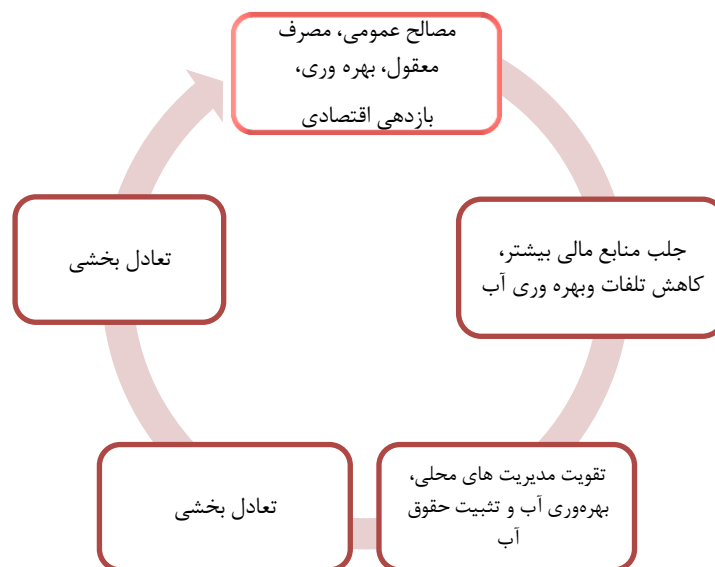 مصالح عمومی، مصرف
معقول، بهره وری،
بازدهی اقتصادی
جلب منابع مالی بیشتر،
کاهش تلفات وبهره وری آب
تقویت مدیریت های محلی،
بهره‌وری آب و تثبیت حقوق
آب
تعادل بخشی
تعادل بخشی